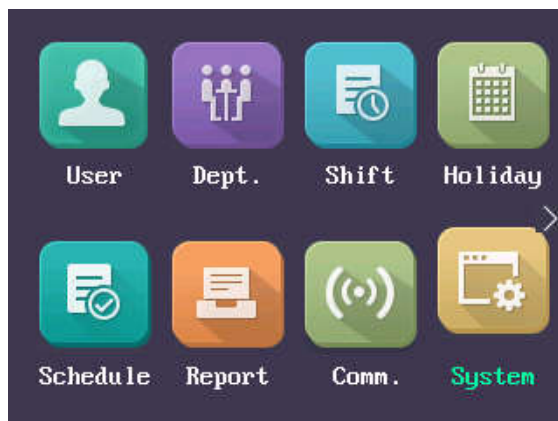 User Dept. Shift Holiday
Schedule Report Comm. System